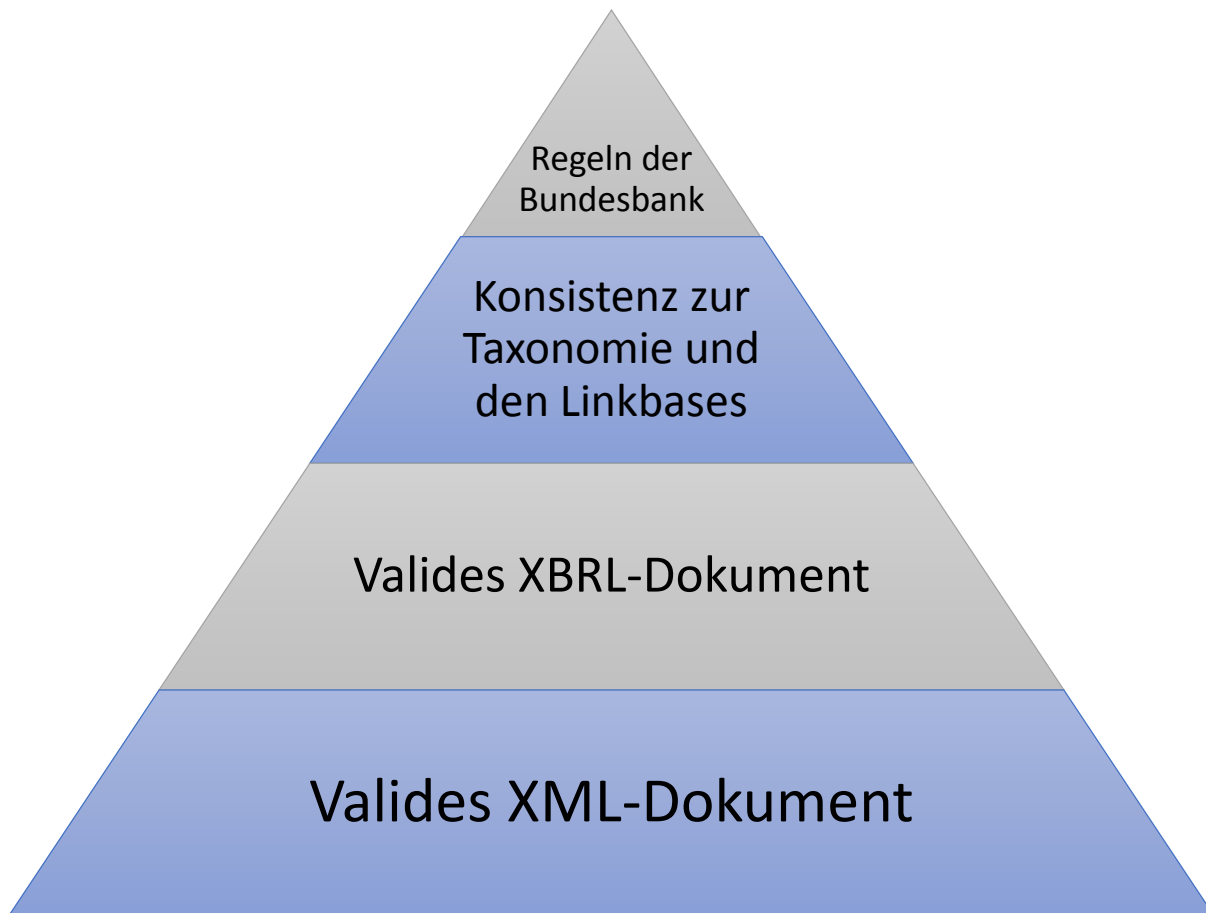 Regeln der
Bundesbank
Konsistenz zur
Taxonomie und
den Linkbases
Valides XBRL-Dokument
Valides XML-Dokument